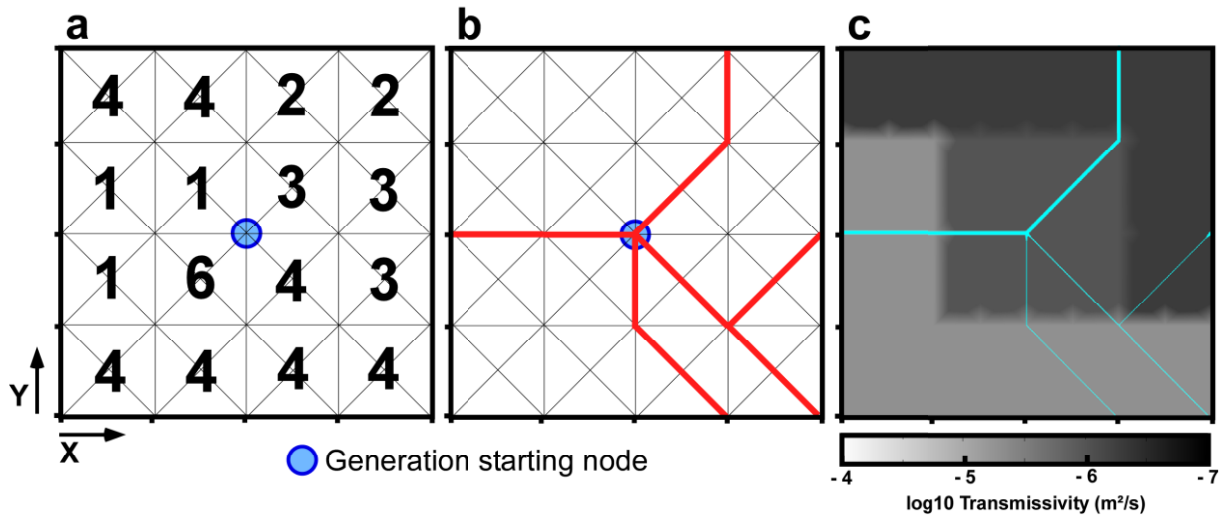 a b c
4 4 2 2
1 1 3 3
1 6 4 3
4 4 4 4
Y
X
Generation starting node
- 4 - 5 - 6 - 7
log10 Transmissivity (m²/s)